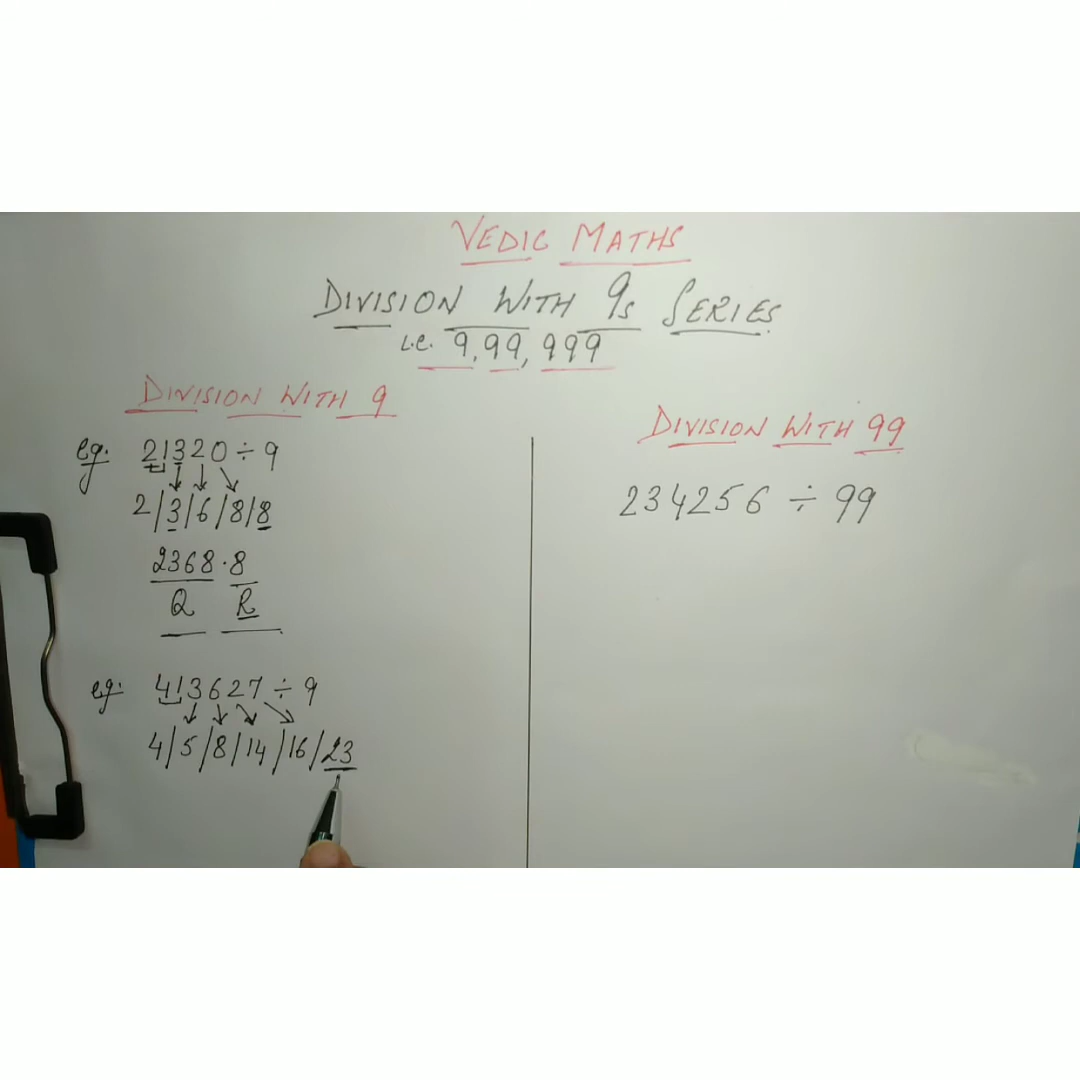 VEDIC MATHS
DIVISION WITH 9s SERIES
i.e. 9,99,999
DIVISION WITH 9
eg. 21320 ÷ 9
2/3/6/8/8
2368.8
Q R
eg. 413627 ÷ 9
4/5/8/14/16/23
DIVISION WITH 99
234256 ÷ 99